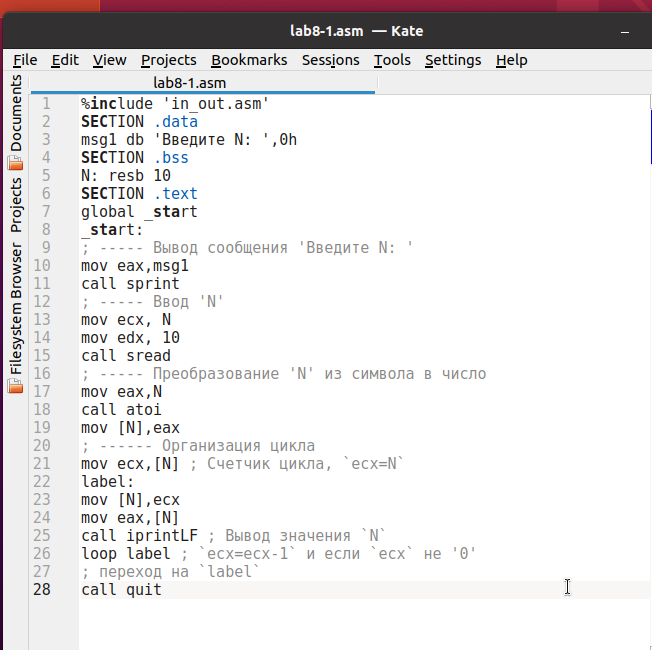 lab8-1.asm — Kate
File Edit View Projects Bookmarks Sessions Tools Settings Help
lab8-1.asm
Documents
Projects
Filesystem Browser
1 %include 'in_out.asm'
2 SECTION .data
3 msg1 db 'Введите N: ',0h
4 SECTION .bss
5 N: resb 10
6 SECTION .text
7 global _start
8 _start:
9 ; ----- Вывод сообщения 'Введите N: '
10 mov eax,msg1
11 call sprint
12 ; ----- Ввод 'N'
13 mov ecx, N
14 mov edx, 10
15 call sread
16 ; ----- Преобразование 'N' из символа в число
17 mov eax,N
18 call atoi
19 mov [N],eax
20 ; ------ Организация цикла
21 mov ecx,[N] ; Счетчик цикла, `ecx=N`
22 label:
23 mov [N],ecx
24 mov eax,[N]
25 call iprintLF ; Вывод значения `N`
26 loop label ; `ecx=ecx-1` и если `ecx` не '0'
27 ; переход на `label`
28 call quit